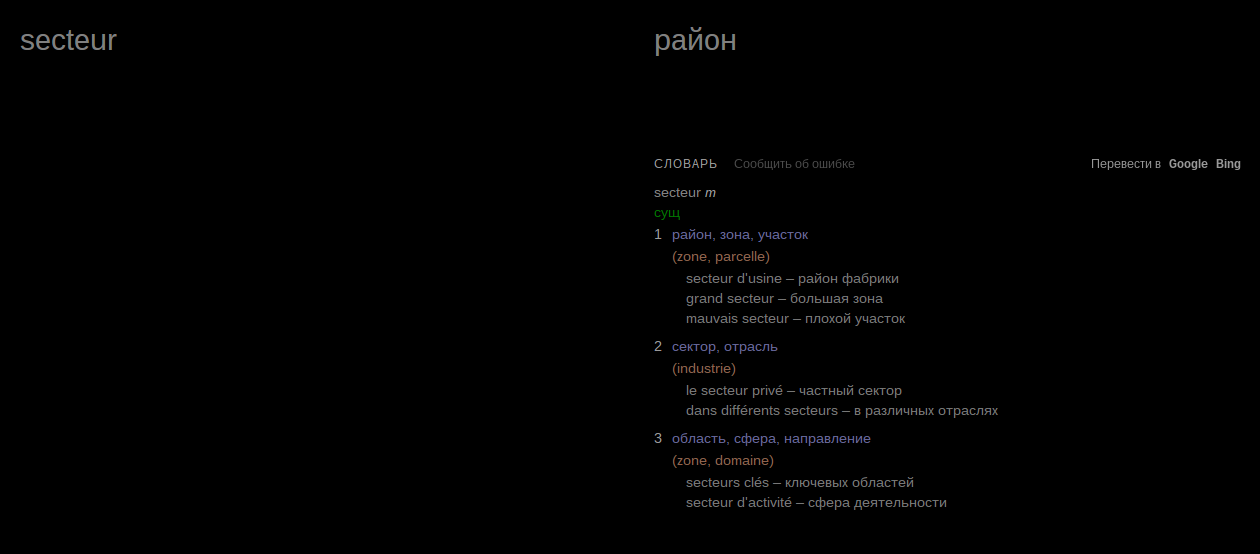 secteur
район
СЛОВАРЬ Сообщить об ошибке Перевести в Google Bing
secteur m
сущ
1 район, зона, участок
(zone, parcelle)
secteur d'usine – район фабрики
grand secteur – большая зона
mauvais secteur – плохой участок
2 сектор, отрасль
(industrie)
le secteur privé – частный сектор
dans différents secteurs – в различных отраслях
3 область, сфера, направление
(zone, domaine)
secteurs clés – ключевых областей
secteur d'activité – сфера деятельности